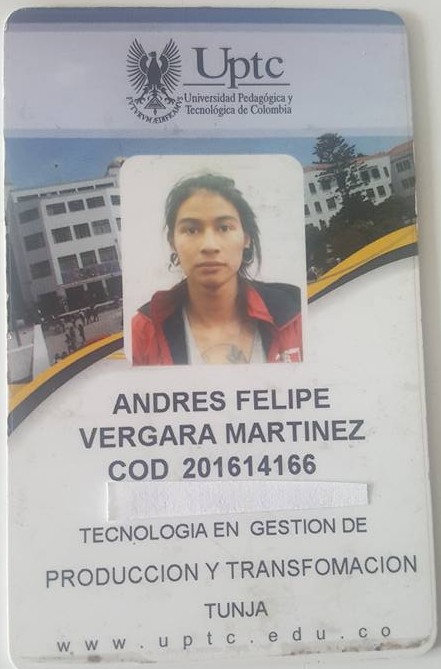 Uptc
Universidad Pedagógica y
Tecnológica de Colombia
ANDRES FELIPE
VERGARA MARTINEZ
COD 201614166
TECNOLOGIA EN GESTION DE
PRODUCCION Y TRANSFOMACION
TUNJA
www.uptc.edu.co